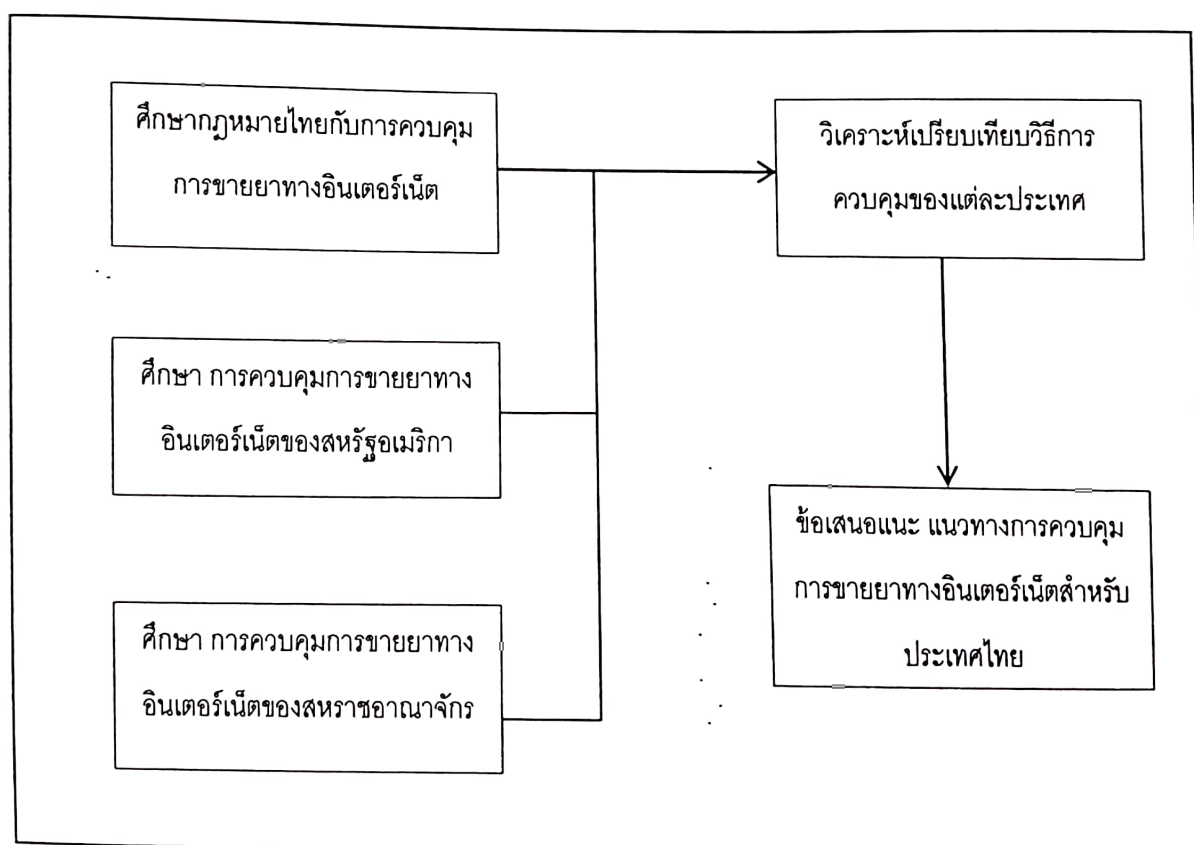 ศึกษากฎหมายไทยกับการควบคุม
การขายยาทางอินเตอร์เน็ต
ศึกษา การควบคุมการขายยาทาง
อินเตอร์เน็ตของสหรัฐอเมริกา
ศึกษา การควบคุมการขายยาทาง
อินเตอร์เน็ตของสหราชอาณาจักร
วิเคราะห์เปรียบเทียบวิธีการ
ควบคุมของแต่ละประเทศ
ข้อเสนอแนะ แนวทางการควบคุม
การขายยาทางอินเตอร์เน็ตสำหรับ
ประเทศไทย